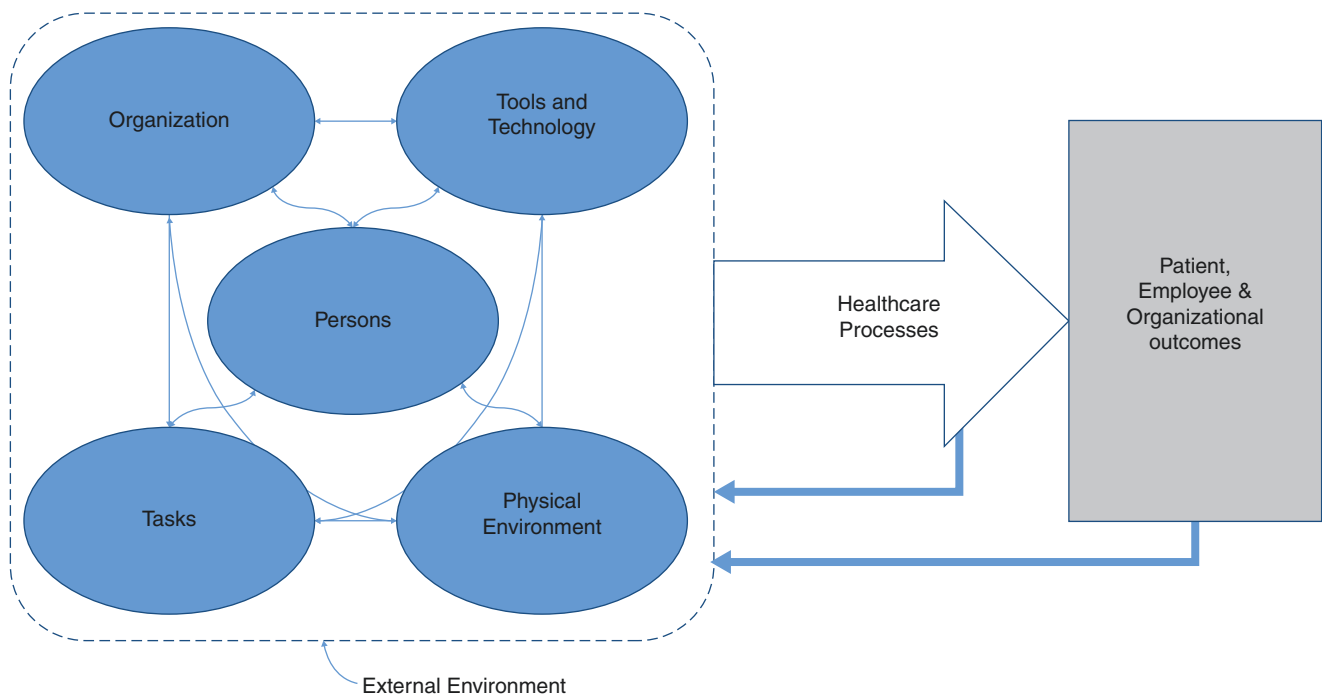 Organization
Tools and
Technology
Persons
Tasks
Physical
Environment
Healthcare
Processes
Patient,
Employee &
Organizational
outcomes
External Environment